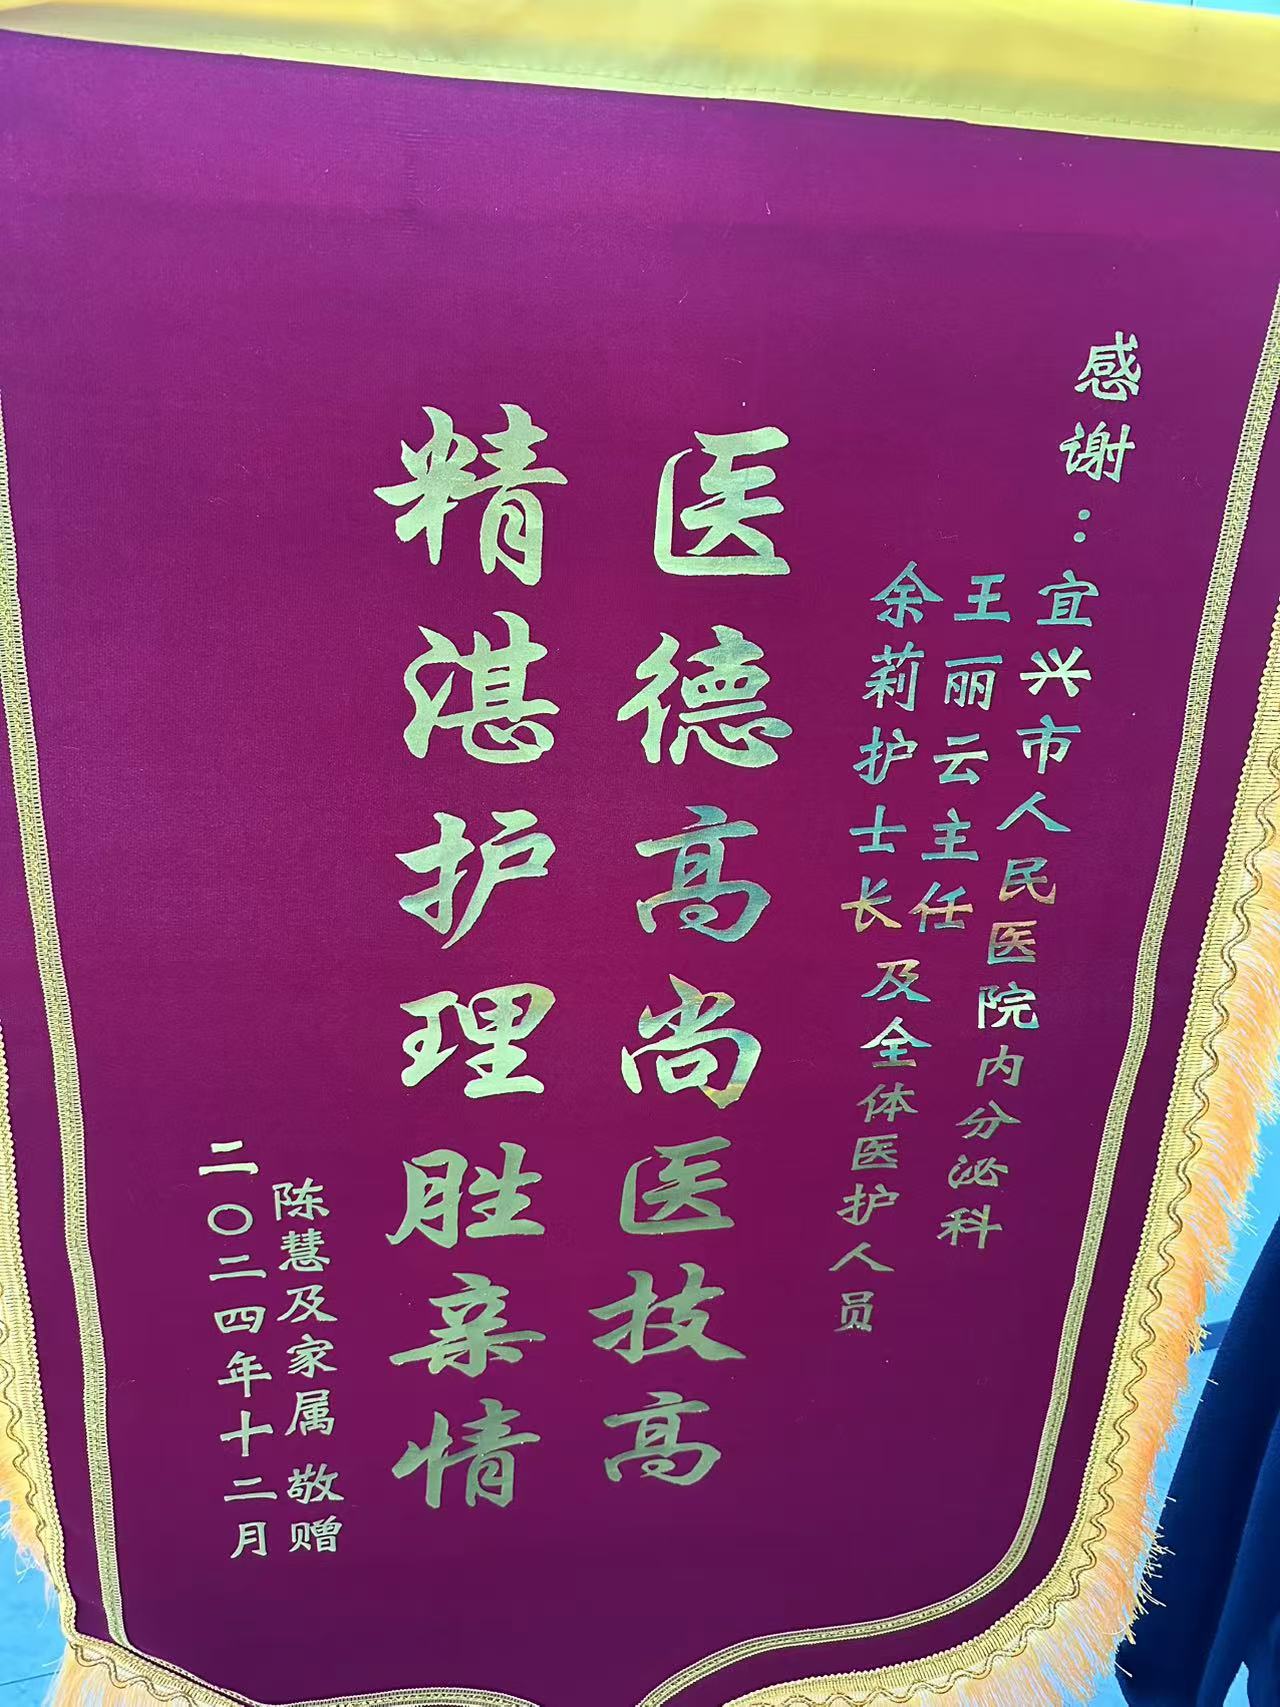 感谢：宜兴市人民医院内分泌科
王丽云主任
余莉护士长及全体医护人员
医德高尚医技高
精湛护理胜亲情
陈慧及家属 敬赠
二〇二四年十二月